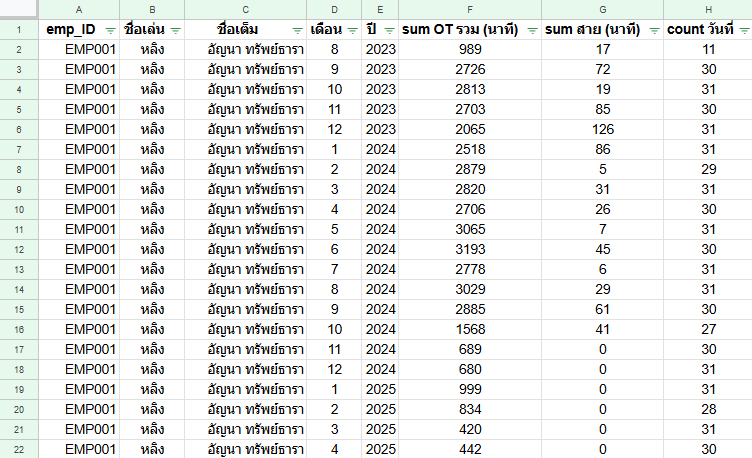 A B C D E F G H
1 emp_ID ชื่อเล่น ชื่อเต็ม เดือน ปี sum OT รวม (นาที) sum สาย (นาที) count วันที่
2 EMP001 หลิง อัญนา ทรัพย์ธารา 8 2023 989 17 11
3 EMP001 หลิง อัญนา ทรัพย์ธารา 9 2023 2726 72 30
4 EMP001 หลิง อัญนา ทรัพย์ธารา 10 2023 2813 19 31
5 EMP001 หลิง อัญนา ทรัพย์ธารา 11 2023 2703 85 30
6 EMP001 หลิง อัญนา ทรัพย์ธารา 12 2023 2065 126 31
7 EMP001 หลิง อัญนา ทรัพย์ธารา 1 2024 2518 86 31
8 EMP001 หลิง อัญนา ทรัพย์ธารา 2 2024 2879 5 29
9 EMP001 หลิง อัญนา ทรัพย์ธารา 3 2024 2820 31 31
10 EMP001 หลิง อัญนา ทรัพย์ธารา 4 2024 2706 26 30
11 EMP001 หลิง อัญนา ทรัพย์ธารา 5 2024 3065 7 31
12 EMP001 หลิง อัญนา ทรัพย์ธารา 6 2024 3193 45 30
13 EMP001 หลิง อัญนา ทรัพย์ธารา 7 2024 2778 6 31
14 EMP001 หลิง อัญนา ทรัพย์ธารา 8 2024 3029 29 31
15 EMP001 หลิง อัญนา ทรัพย์ธารา 9 2024 2885 61 30
16 EMP001 หลิง อัญนา ทรัพย์ธารา 10 2024 1568 41 27
17 EMP001 หลิง อัญนา ทรัพย์ธารา 11 2024 689 0 30
18 EMP001 หลิง อัญนา ทรัพย์ธารา 12 2024 680 0 31
19 EMP001 หลิง อัญนา ทรัพย์ธารา 1 2025 999 0 31
20 EMP001 หลิง อัญนา ทรัพย์ธารา 2 2025 834 0 28
21 EMP001 หลิง อัญนา ทรัพย์ธารา 3 2025 420 0 31
22 EMP001 หลิง อัญนา ทรัพย์ธารา 4 2025 442 0 30